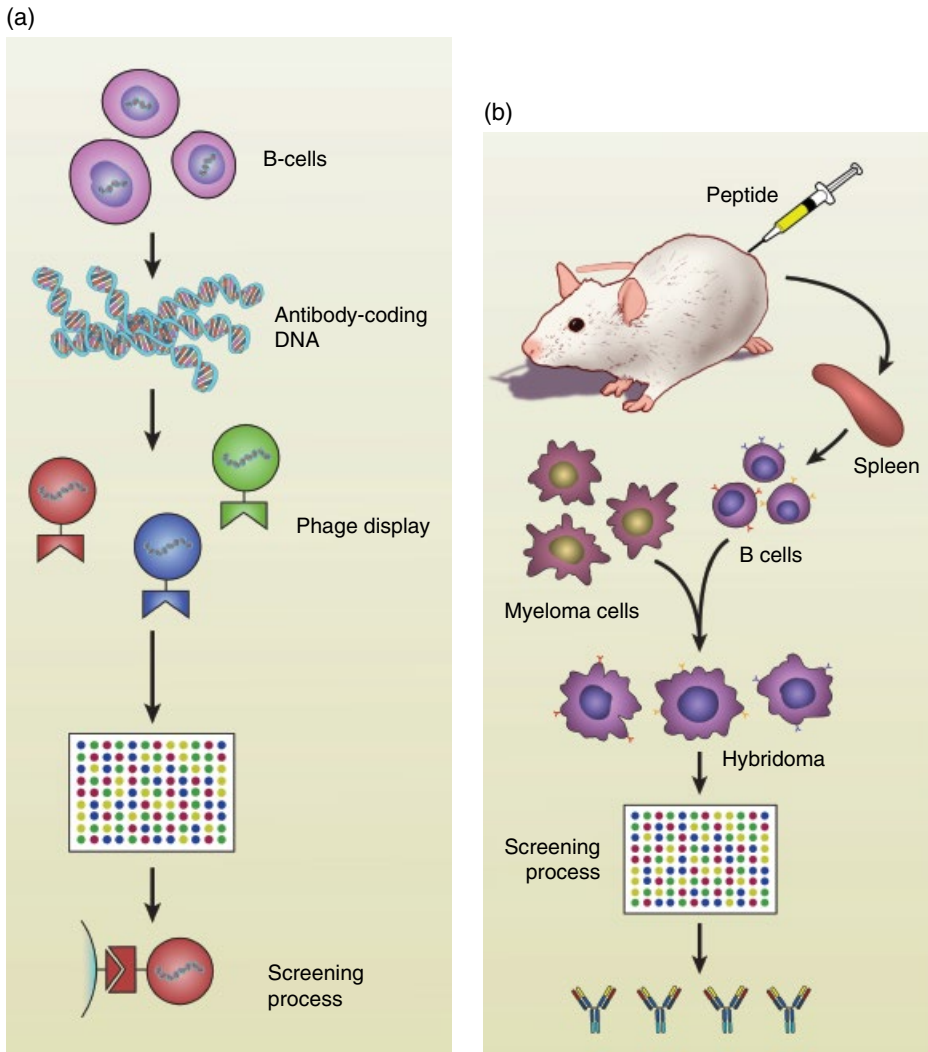 (a)
B-cells
Antibody-coding
DNA
Phage display
Screening
process
(b)
Peptide
Spleen
B cells
Myeloma cells
Hybridoma
Screening
process